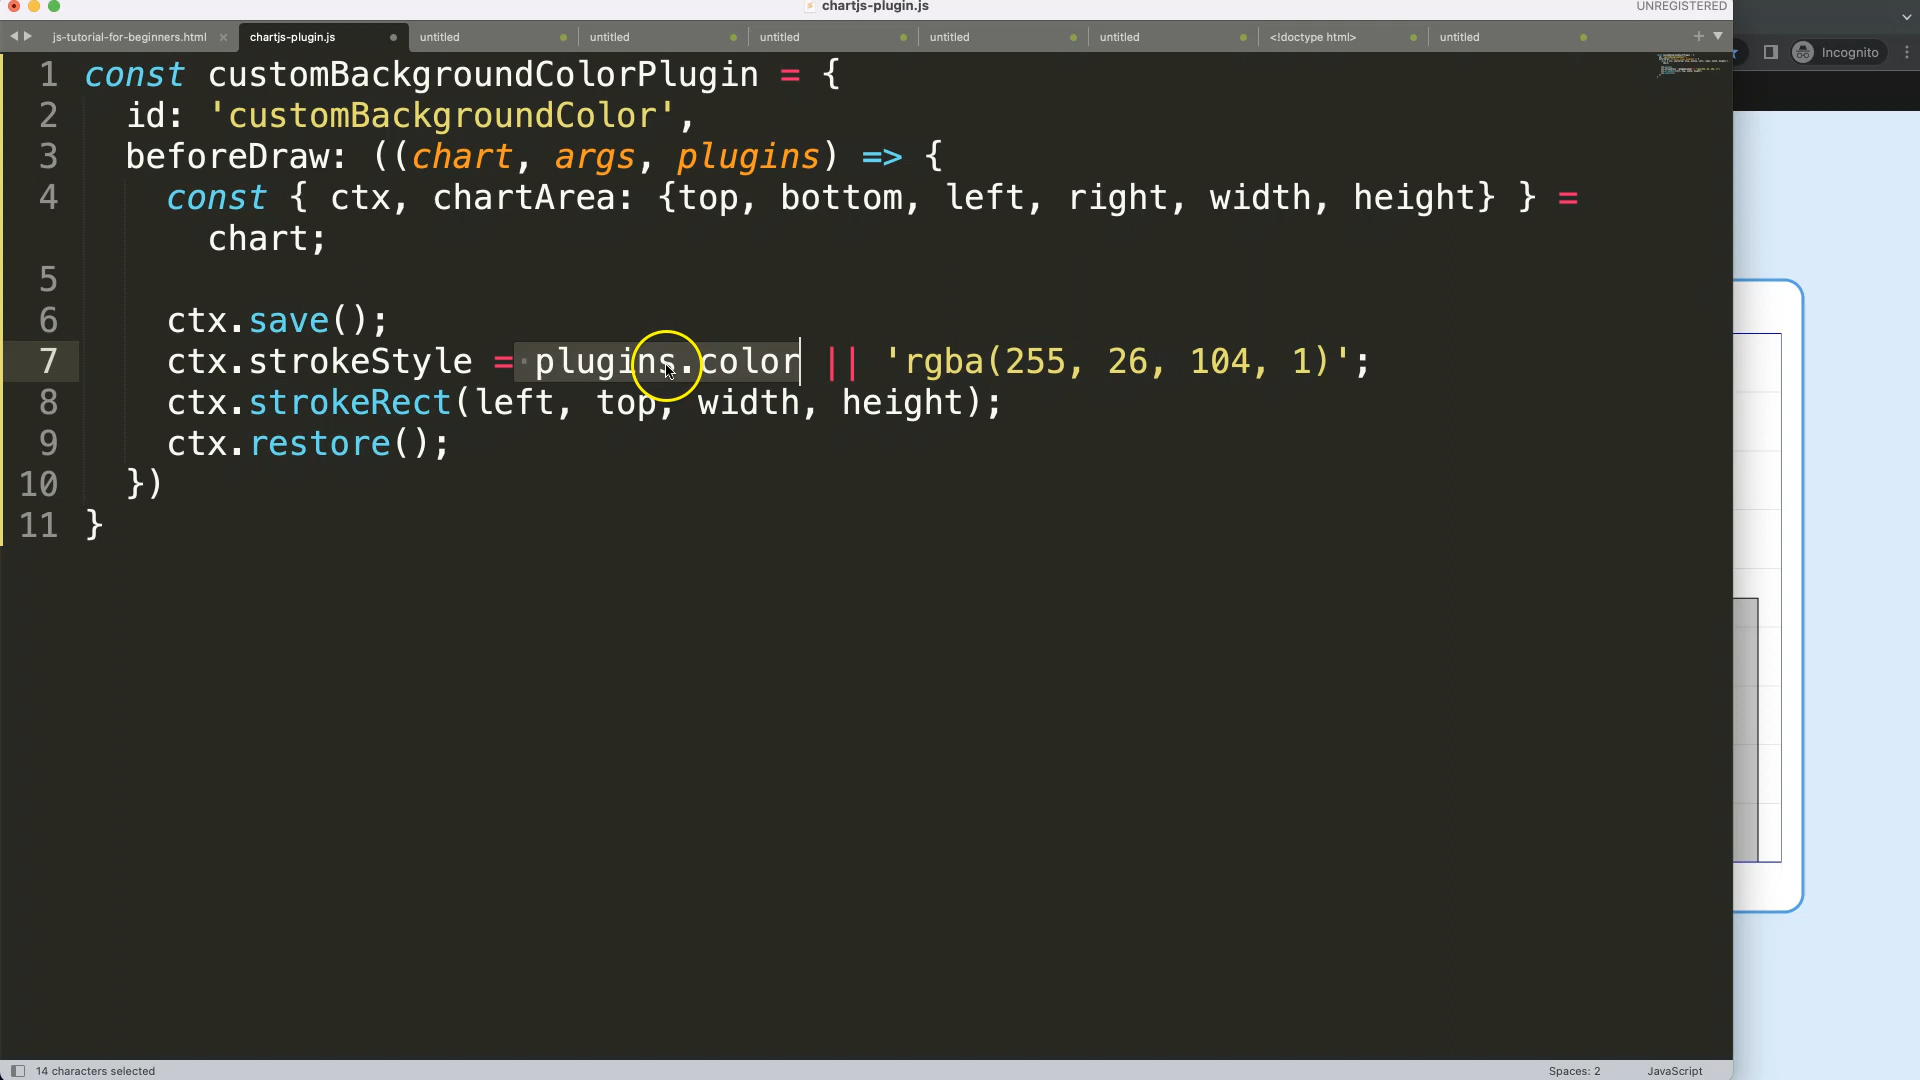 chartjs-plugin.js
UNREGISTERED
js-tutorial-for-beginners.html
chartjs-plugin.js
untitled
untitled
untitled
untitled
untitled
<!doctype html>
untitled
Incognito
1 const customBackgroundColorPlugin = {
2 id: 'customBackgroundColor',
3 beforeDraw: ((chart, args, plugins) => {
4 const { ctx, chartArea: {top, bottom, left, right, width, height} } =
chart;
5
6 ctx.save();
7 ctx.strokeStyle = plugins.color || 'rgba(255, 26, 104, 1)';
8 ctx.strokeRect(left, top, width, height);
9 ctx.restore();
10 })
11 }
14 characters selected
Spaces: 2
JavaScript